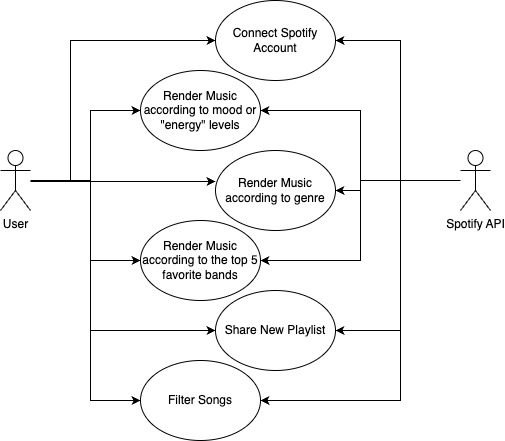 Connect Spotify
Account
Render Music
according to mood or
"energy" levels
Render Music
according to genre
User
Spotify API
Render Music
according to the top 5
favorite bands
Share New Playlist
Filter Songs